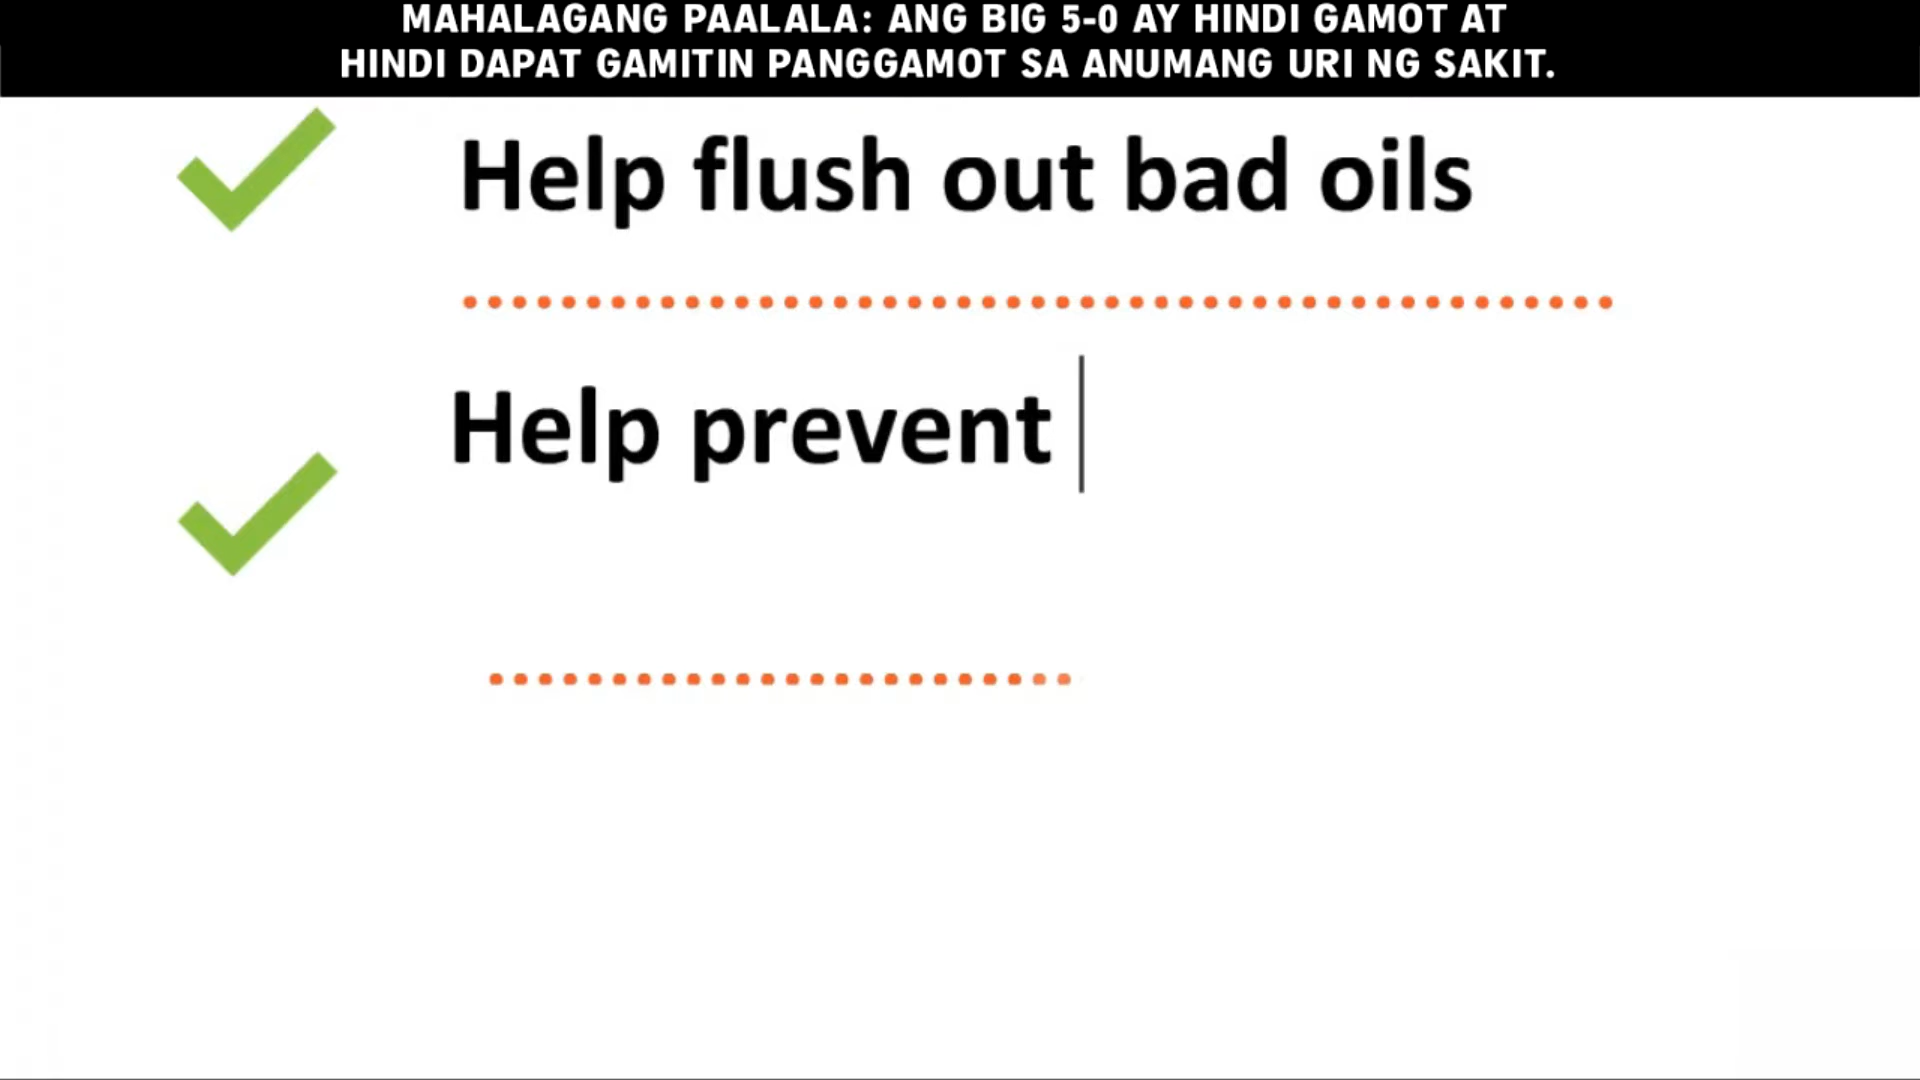 MAHALAGANG PAALALA: ANG BIG 5-0 AY HINDI GAMOT AT
HINDI DAPAT GAMITIN PANGGAMOT SA ANUMANG URI NG SAKIT.
Help flush out bad oils
Help prevent